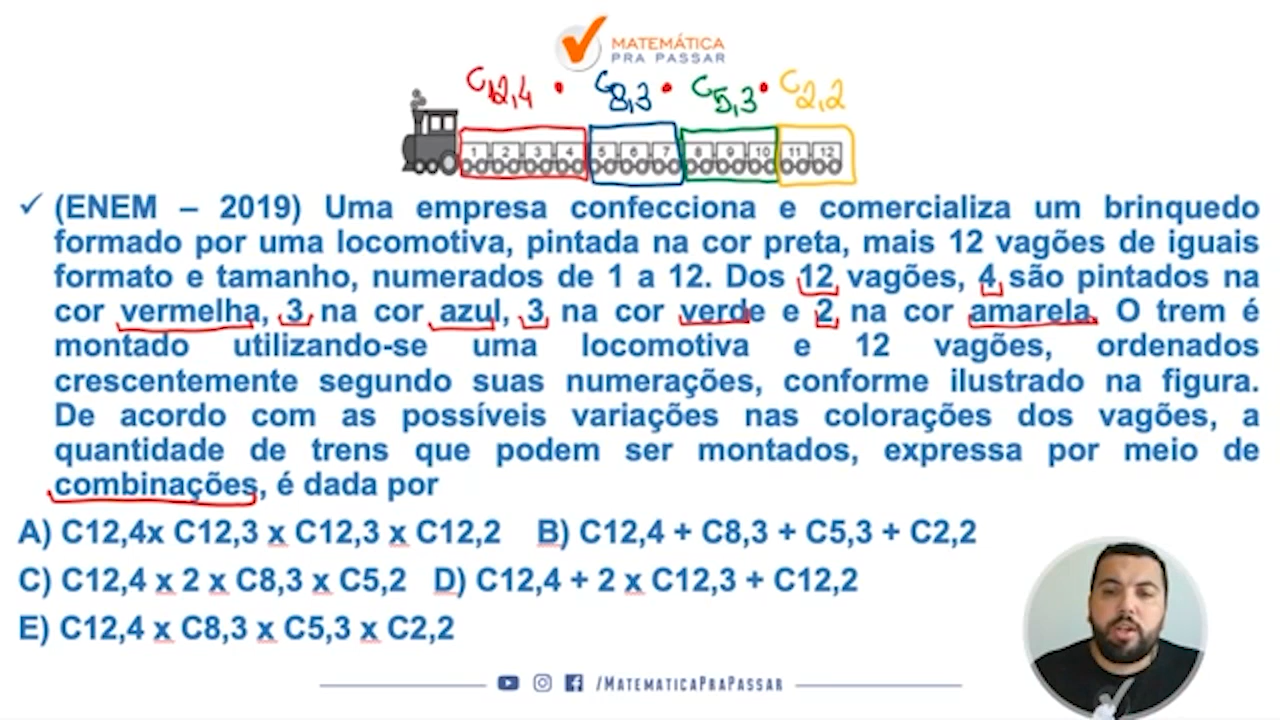 MATEMÁTICA
PRA PASSAR
C12,4 • C8,3 • C5,3 • C2,2
1 2 3 4 5 6 7 8 9 10 11 12
✓ (ENEM – 2019) Uma empresa confecciona e comercializa um brinquedo
formado por uma locomotiva, pintada na cor preta, mais 12 vagões de iguais
formato e tamanho, numerados de 1 a 12. Dos 12 vagões, 4 são pintados na
cor vermelha, 3 na cor azul, 3 na cor verde e 2 na cor amarela. O trem é
montado utilizando-se uma locomotiva e 12 vagões, ordenados
crescentemente segundo suas numerações, conforme ilustrado na figura.
De acordo com as possíveis variações nas colorações dos vagões, a
quantidade de trens que podem ser montados, expressa por meio de
combinações, é dada por
A) C12,4x C12,3 x C12,3 x C12,2 B) C12,4 + C8,3 + C5,3 + C2,2
C) C12,4 x 2 x C8,3 x C5,2 D) C12,4 + 2 x C12,3 + C12,2
E) C12,4 x C8,3 x C5,3 x C2,2
/MATEMATICAPRAPASSAR